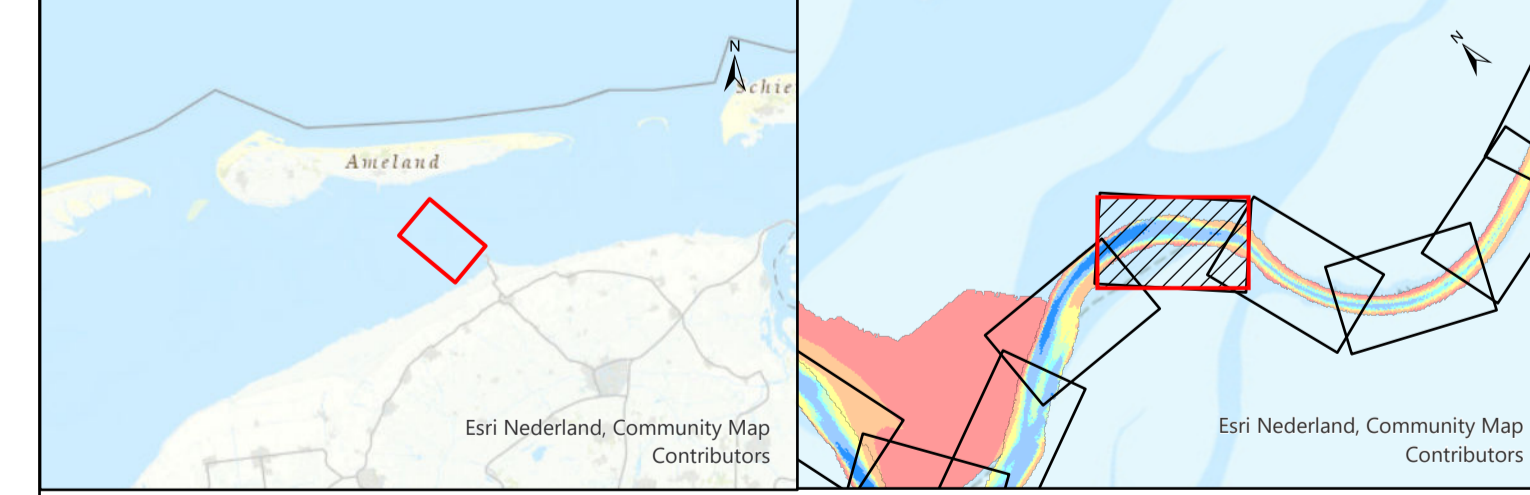 N
Schie
Ameland
Esri Nederland, Community Map
Contributors
N
Esri Nederland, Community Map
Contributors